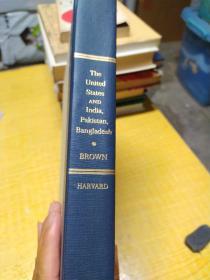 The
United
States
AND
India,
Pakistan,
Bangladesh
BROWN
HARVARD